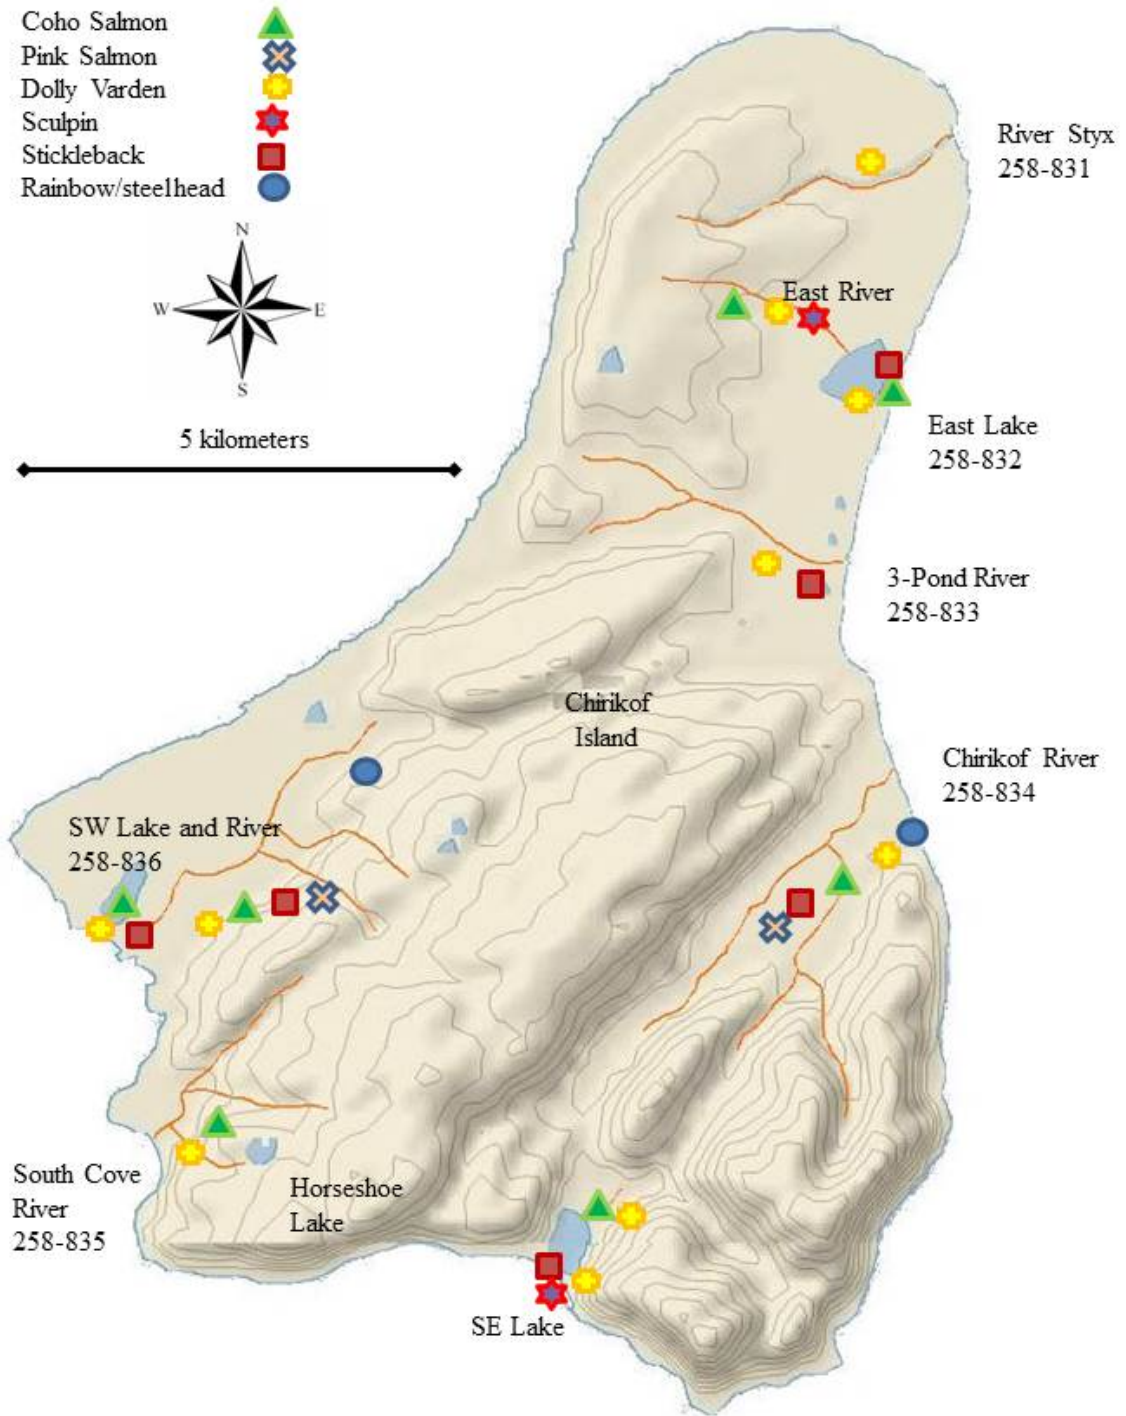 Coho Salmon
Pink Salmon
Dolly Varden
Sculpin
Stickleback
Rainbow/steelhead
N
W
E
S
5 kilometers
River Styx
258-831
East River
East Lake
258-832
3-Pond River
258-833
Chirikof
Island
Chirikof River
258-834
SW Lake and River
258-836
South Cove
River
258-835
Horseshoe
Lake
SE Lake